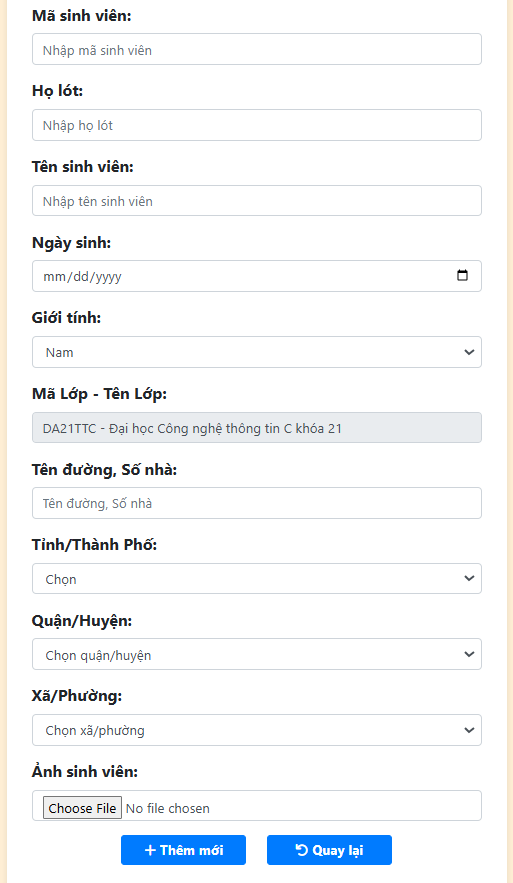 Mã sinh viên:
Nhập mã sinh viên
Họ lót:
Nhập họ lót
Tên sinh viên:
Nhập tên sinh viên
Ngày sinh:
mm/dd/yyyy
Giới tính:
Nam
Mã Lớp - Tên Lớp:
DA21TTC - Đại học Công nghệ thông tin C khóa 21
Tên đường, Số nhà:
Tên đường, Số nhà
Tỉnh/Thành Phố:
Chọn
Quận/Huyện:
Chọn quận/huyện
Xã/Phường:
Chọn xã/phường
Ảnh sinh viên:
Choose File No file chosen
Thêm mới Quay lại